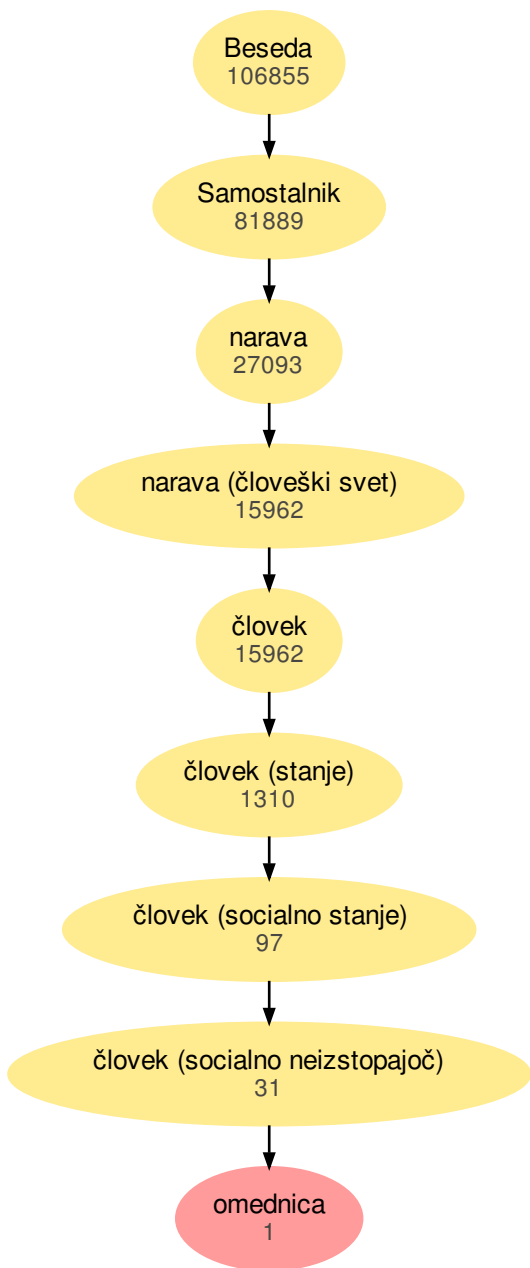 Beseda
106855
Samostalnik
81889
narava
27093
narava (človeški svet)
15962
človek
15962
človek (stanje)
1310
človek (socialno stanje)
97
človek (socialno neizstopajoč)
31
omednica
1